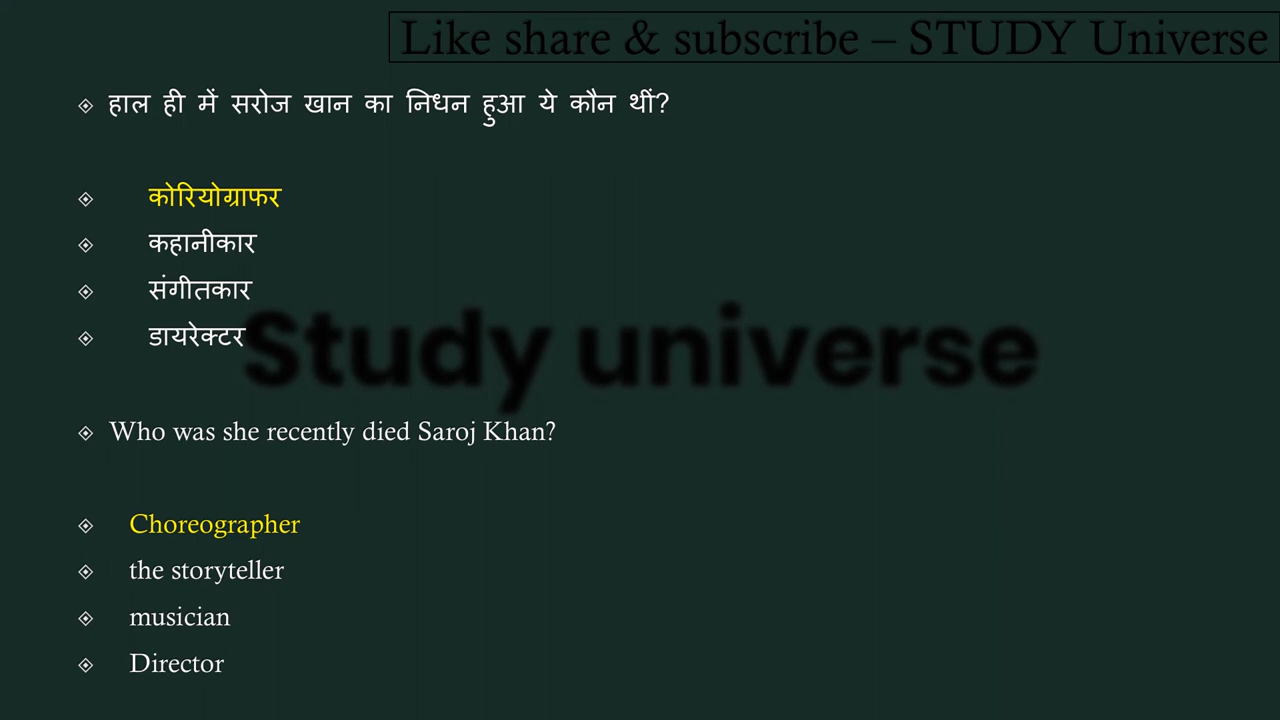 Like share & subscribe – STUDY Universe
हाल ही में सरोज खान का निधन हुआ ये कौन थीं?
कोरियोग्राफर
कहानीकार
संगीतकार
डायरेक्टर
Study universe
Who was she recently died Saroj Khan?
Choreographer
the storyteller
musician
Director